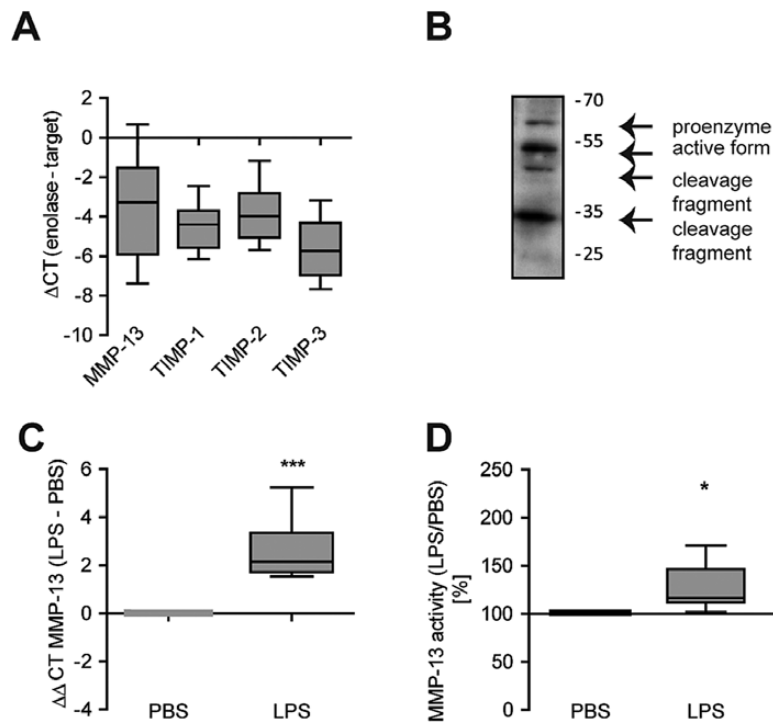 A
ΔCT (enolase - target)
2
0
-2
-4
-6
-8
-10
MMP-13
TIMP-1
TIMP-2
TIMP-3
B
-70
-55
-35
-25
proenzyme
active form
cleavage
fragment
cleavage
fragment
C
ΔΔCT MMP-13 (LPS - PBS)
6
4
2
0
-2
-4
***
PBS
LPS
D
MMP-13 activity (LPS/PBS)
[%]
250
200
150
100
50
0
*
PBS
LPS